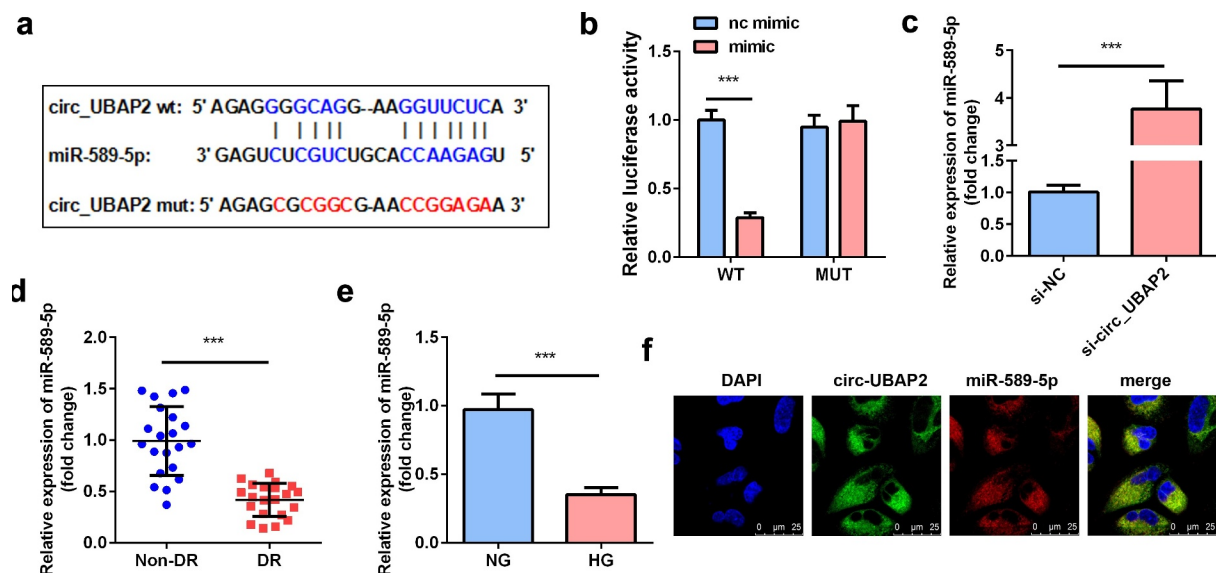 a
circ_UBAP2 wt: 5' AGAGGGGCAGG--AAGGUUCUCA 3'
miR-589-5p: 3' GAGUCUCGUCUGCACCAAGAGU 5'
circ_UBAP2 mut: 5' AGAGCGCGGCG-AACCGGAGAA 3'
b
nc mimic
mimic
Relative luciferase activity
1.5
1.0
0.5
0.0
***
WT
MUT
c
Relative expression of miR-589-5p
(fold change)
5
4
3
1.5
1.0
0.5
0.0
***
si-NC
si-circ_UBAP2
d
Relative expression of miR-589-5p
(fold change)
2.0
1.5
1.0
0.5
0.0
***
Non-DR
DR
e
Relative expression of miR-589-5p
(fold change)
1.5
1.0
0.5
0.0
***
NG
HG
f
DAPI
circ-UBAP2
miR-589-5p
merge
0 µm 25
0 µm 25
0 µm 25
0 µm 25